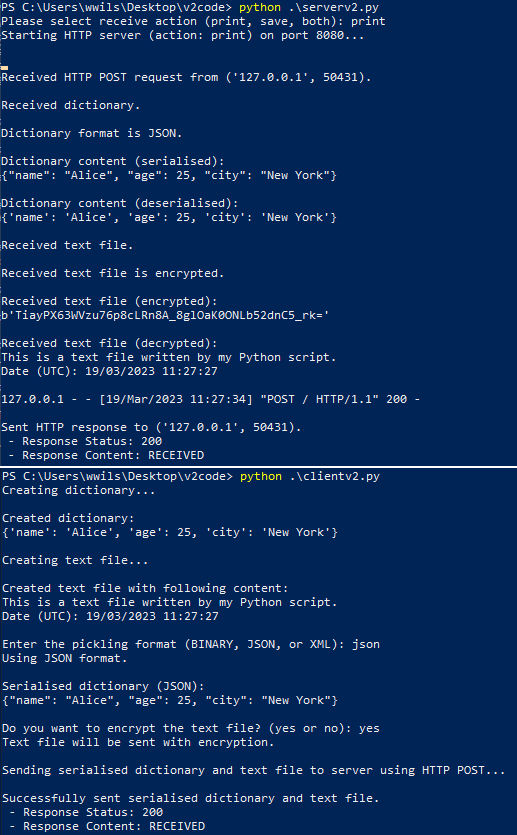 PS C:\Users\wwils\Desktop\v2code> python .\serverv2.py
Please select receive action (print, save, both): print
Starting HTTP server (action: print) on port 8080...
Received HTTP POST request from ('127.0.0.1', 50431).
Received dictionary.
Dictionary format is JSON.
Dictionary content (serialised):
{"name": "Alice", "age": 25, "city": "New York"}
Dictionary content (deserialised):
{'name': 'Alice', 'age': 25, 'city': 'New York'}
Received text file.
Received text file is encrypted.
Received text file (encrypted):
b'TiayPX63WVzu76p8cLRn8A_8glOaK0ONLb52dnC5_rk='
Received text file (decrypted):
This is a text file written by my Python script.
Date (UTC): 19/03/2023 11:27:27
127.0.0.1 - - [19/Mar/2023 11:27:34] "POST / HTTP/1.1" 200 -
Sent HTTP response to ('127.0.0.1', 50431).
- Response Status: 200
- Response Content: RECEIVED
PS C:\Users\wwils\Desktop\v2code> python .\clientv2.py
Creating dictionary...
Created dictionary:
{'name': 'Alice', 'age': 25, 'city': 'New York'}
Creating text file...
Created text file with following content:
This is a text file written by my Python script.
Date (UTC): 19/03/2023 11:27:27
Enter the pickling format (BINARY, JSON, or XML): json
Using JSON format.
Serialised dictionary (JSON):
{"name": "Alice", "age": 25, "city": "New York"}
Do you want to encrypt the text file? (yes or no): yes
Text file will be sent with encryption.
Sending serialised dictionary and text file to server using HTTP POST...
Successfully sent serialised dictionary and text file.
- Response Status: 200
- Response Content: RECEIVED